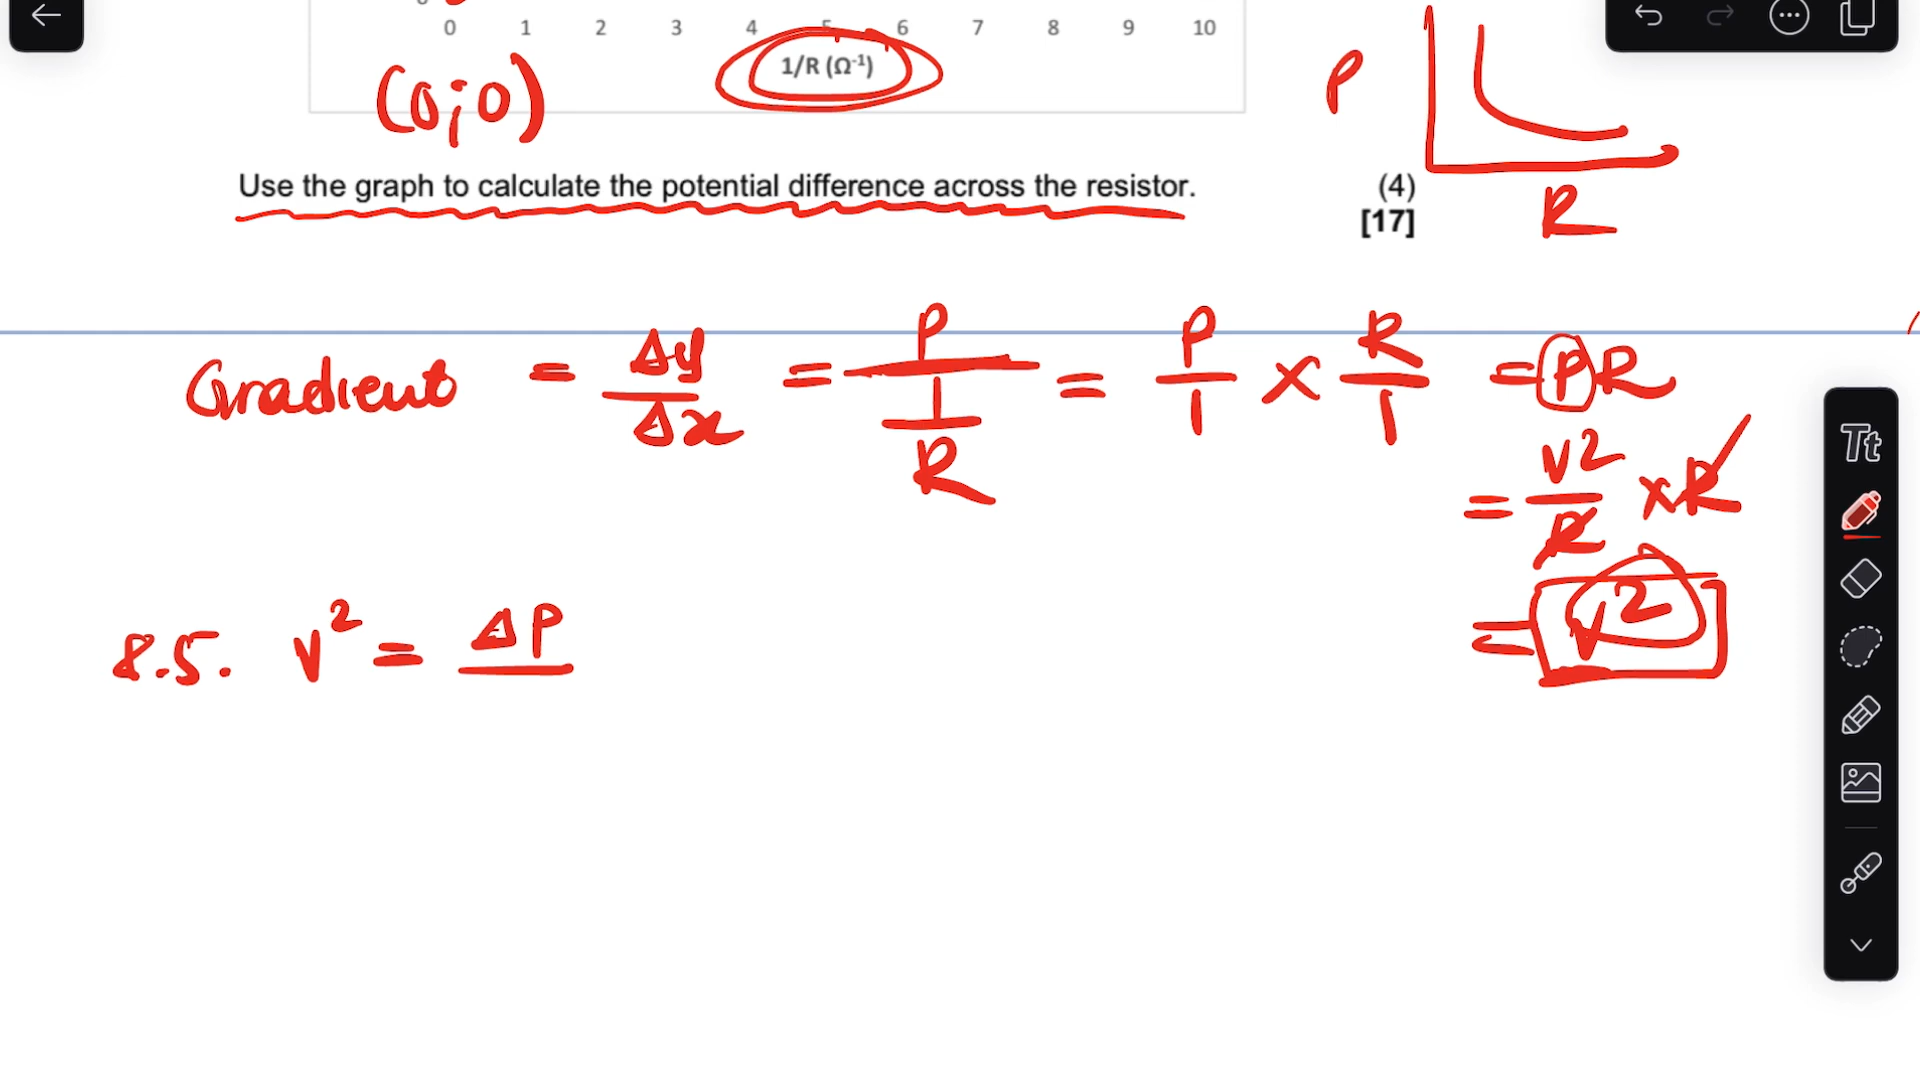 0 1 2 3 4 5 6 7 8 9 10
1/R (Ω⁻¹)
(0;0)
P
R
Use the graph to calculate the potential difference across the resistor. (4)
[17]
Gradient = Δy/Δx = P/(1/R) = P/1 × R/1 = PR
= V²/R × R
= V²
8.5. V² = ΔP
Tt